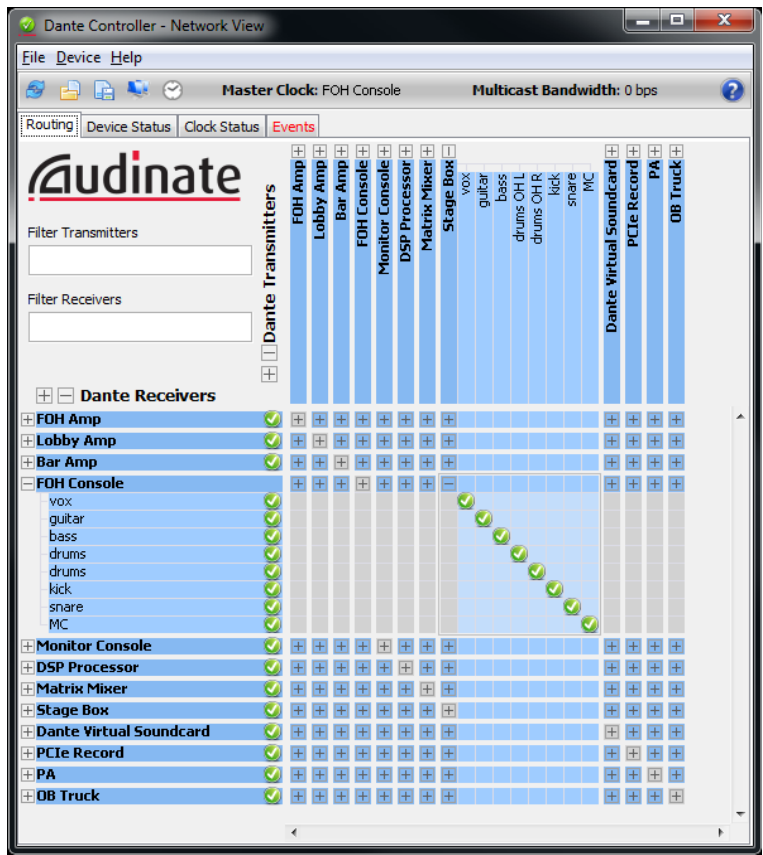 Dante Controller - Network View
File Device Help
Master Clock: FOH Console
Multicast Bandwidth: 0 bps
Routing
Device Status
Clock Status
Events
Audinate
Filter Transmitters
Filter Receivers
Dante Transmitters
FOH Amp
Lobby Amp
Bar Amp
FOH Console
Monitor Console
DSP Processor
Matrix Mixer
Stage Box
vox
guitar
bass
drums OH L
drums OH R
kick
snare
MC
Dante Virtual Soundcard
PCIe Record
PA
OB Truck
Dante Receivers
FOH Amp
Lobby Amp
Bar Amp
FOH Console
vox
guitar
bass
drums
drums
kick
snare
MC
Monitor Console
DSP Processor
Matrix Mixer
Stage Box
Dante Virtual Soundcard
PCIe Record
PA
OB Truck